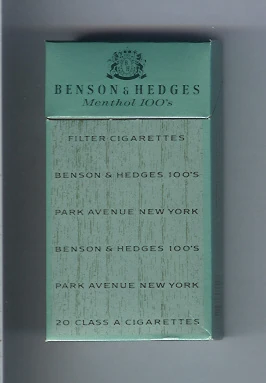 BENSON & HEDGES
Menthol 100's
FILTER CIGARETTES
BENSON & HEDGES 100'S
PARK AVENUE NEW YORK
BENSON & HEDGES 100'S
PARK AVENUE NEW YORK
20 CLASS A CIGARETTES